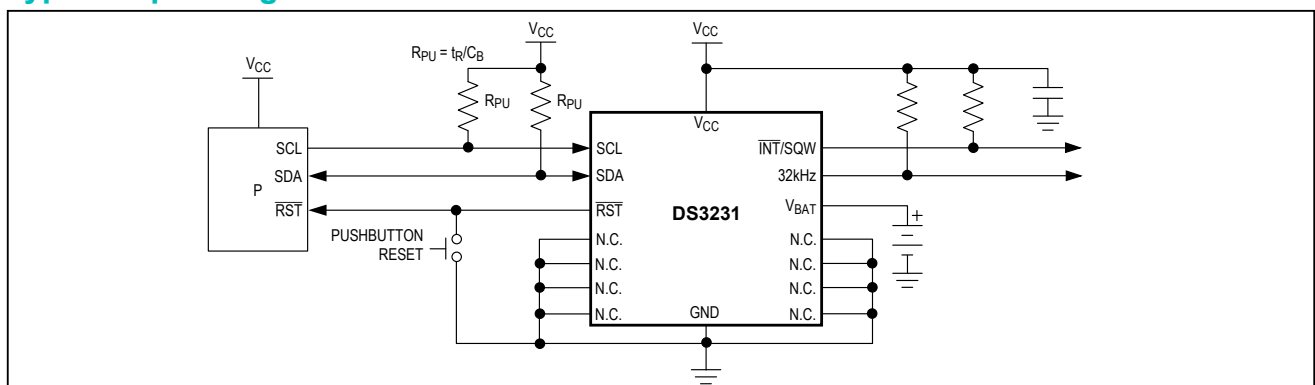 VCC
VCC
RPU = tR/CB
VCC
RPU
RPU
VCC
SCL
SCL
INT/SQW
SDA
SDA
32kHz
P
RST
RST
DS3231
VBAT
+
PUSHBUTTON
RESET
N.C.
N.C.
N.C.
N.C.
N.C.
N.C.
N.C.
N.C.
GND